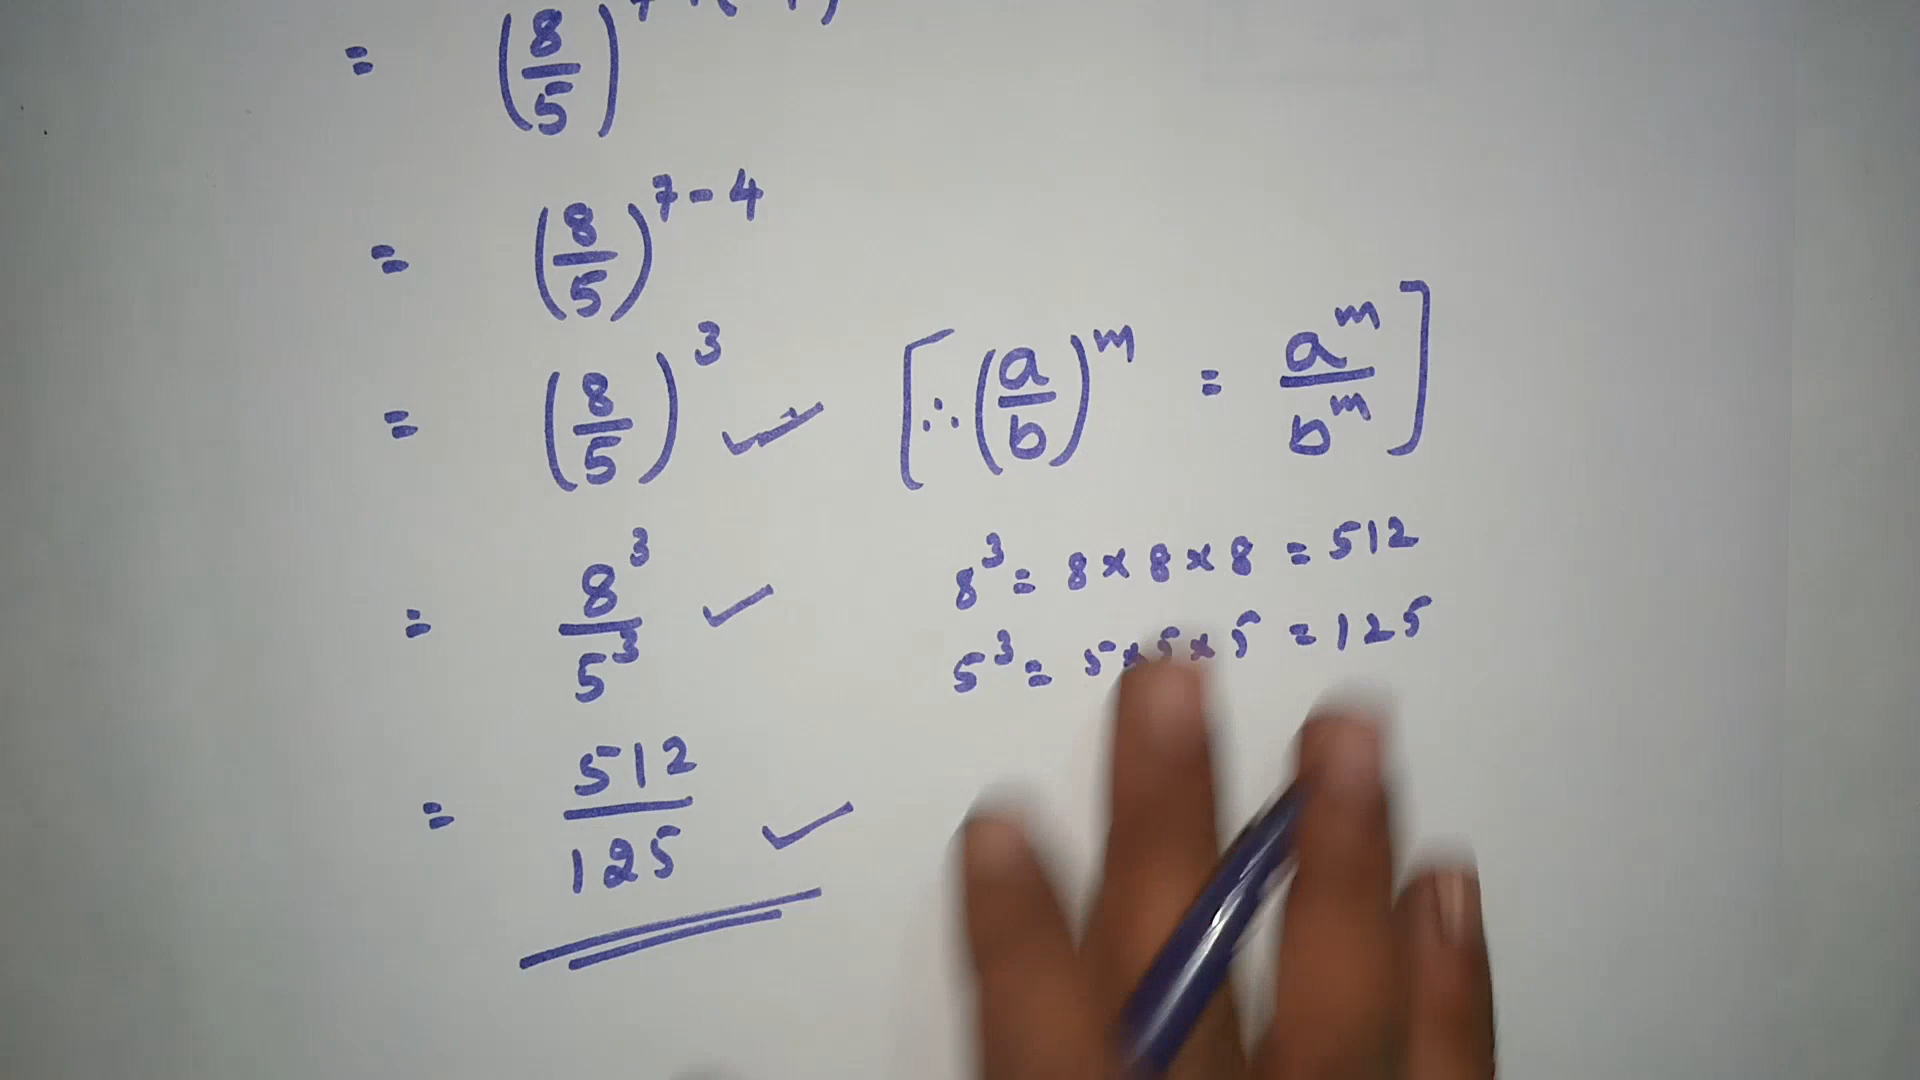 = (8/5)
= (8/5)^7-4
= (8/5)^3 [∴ (a/b)^m = a^m/b^m]
= 8^3/5^3
8^3 = 8 × 8 × 8 = 512
5^3 = 5 × 5 × 5 = 125
= 512/125